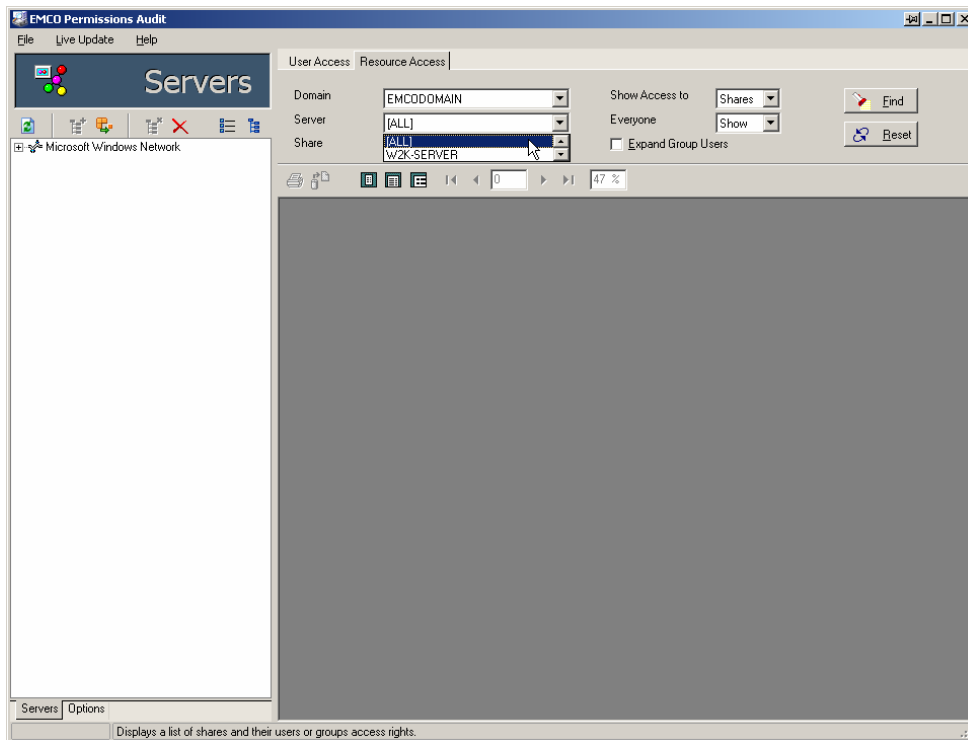 EMCO Permissions Audit
File Live Update Help
Servers
User Access Resource Access
Domain EMCODOMAIN Show Access to Shares Find
Server [ALL] Everyone Show Reset
Share [ALL] Expand Group Users
W2K-SERVER
Microsoft Windows Network
0 47 %
Servers Options
Displays a list of shares and their users or groups access rights.